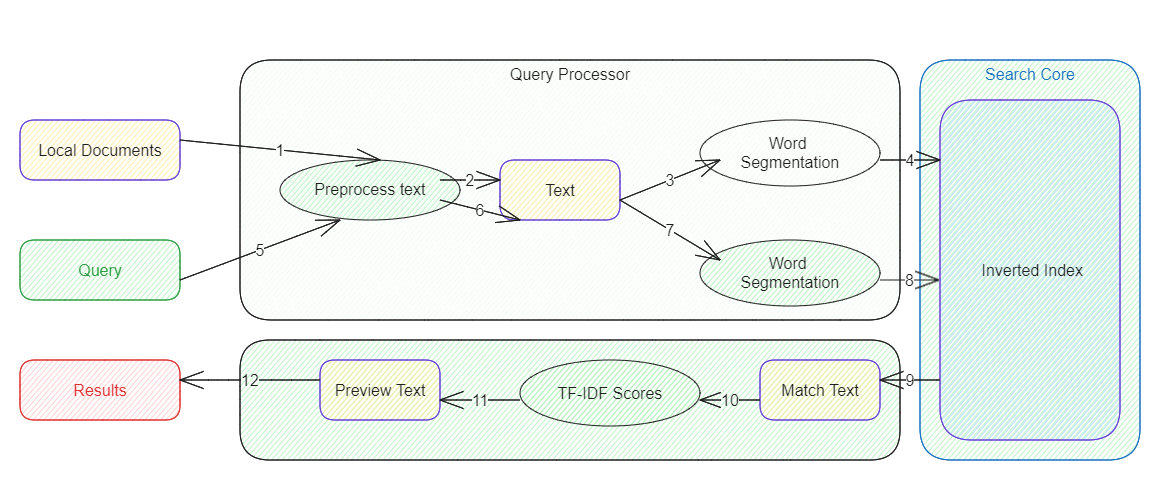 Query Processor
Search Core
Local Documents
1
Preprocess text
2
6
Text
3
7
Word
Segmentation
4
Query
5
Word
Segmentation
8
Inverted Index
Results
12
Preview Text
11
TF-IDF Scores
10
Match Text
9